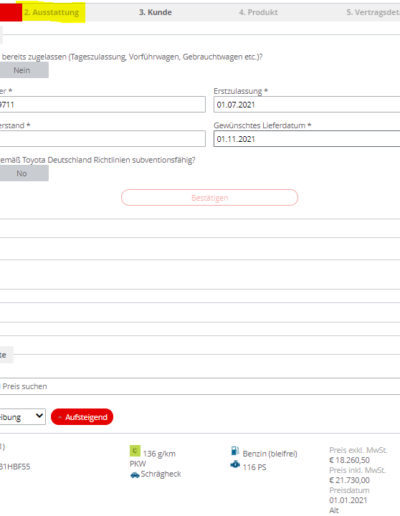 2. Ausstattung 3. Kunde 4. Produkt 5. Vertragsdet
bereits zugelassen (Tageszulassung, Vorführwagen, Gebrauchtwagen etc.)?
Nein
er * Erstzulassung *
9711 01.07.2021
erstand * Gewünschtes Lieferdatum *
01.11.2021
emäß Toyota Deutschland Richtlinien subventionsfähig?
No
Bestätigen
te
Preis suchen
eibung Aufsteigend
1) C 136 g/km Benzin (bleifrei) Preis exkl. MwSt.
€ 18.260,50
B1HBF55 PKW 116 PS Preis inkl. MwSt.
Schrägheck € 21.730,00
Preisdatum
01.01.2021
Alt